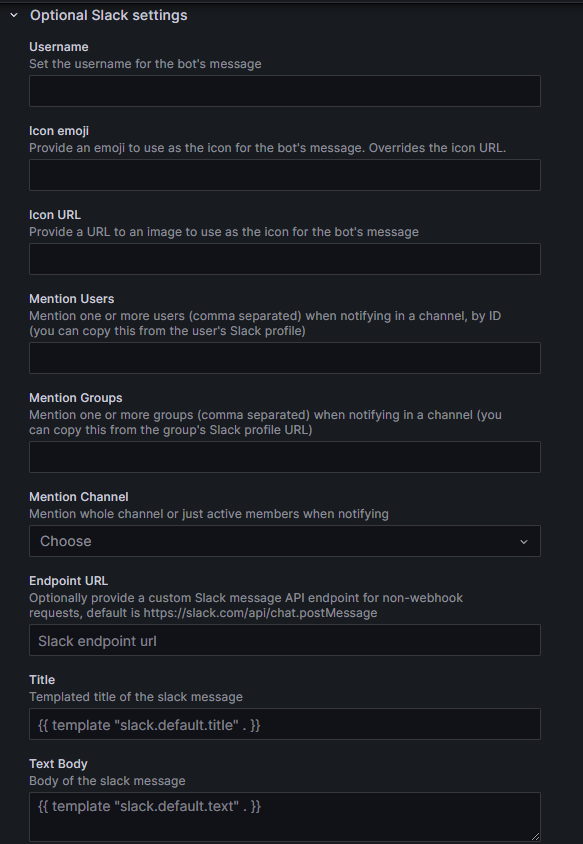 Optional Slack settings
Username
Set the username for the bot's message
Icon emoji
Provide an emoji to use as the icon for the bot's message. Overrides the icon URL.
Icon URL
Provide a URL to an image to use as the icon for the bot's message
Mention Users
Mention one or more users (comma separated) when notifying in a channel, by ID
(you can copy this from the user's Slack profile)
Mention Groups
Mention one or more groups (comma separated) when notifying in a channel (you
can copy this from the group's Slack profile URL)
Mention Channel
Mention whole channel or just active members when notifying
Choose
Endpoint URL
Optionally provide a custom Slack message API endpoint for non-webhook
requests, default is https://slack.com/api/chat.postMessage
Slack endpoint url
Title
Templated title of the slack message
{{ template "slack.default.title" . }}
Text Body
Body of the slack message
{{ template "slack.default.text" . }}